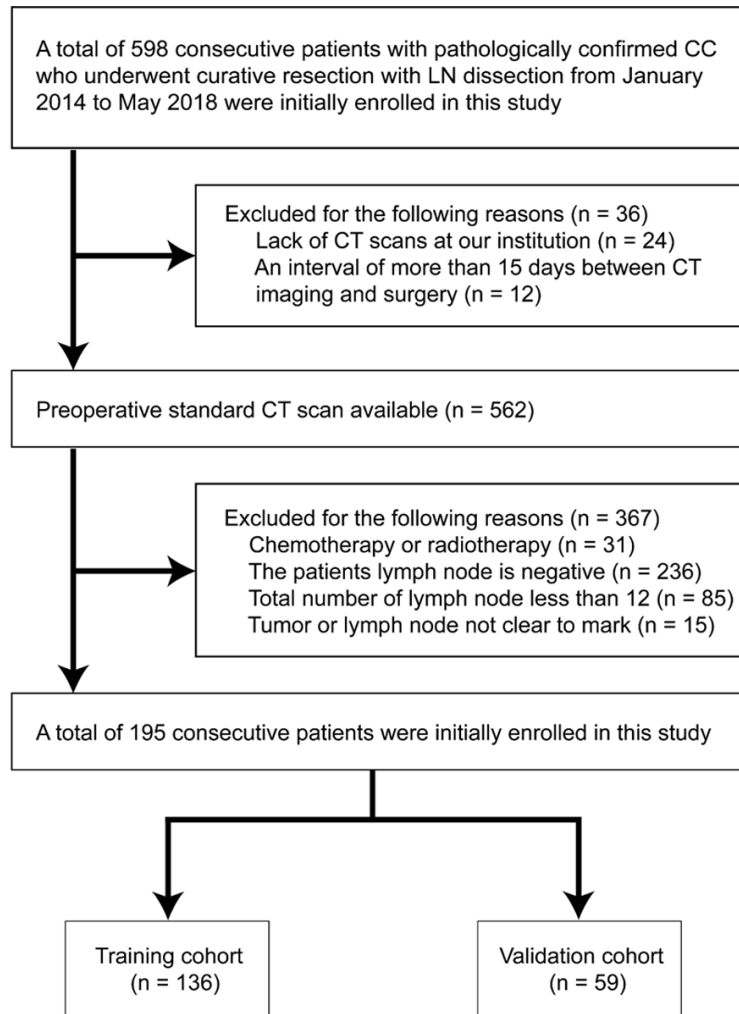 A total of 598 consecutive patients with pathologically confirmed CC
who underwent curative resection with LN dissection from January
2014 to May 2018 were initially enrolled in this study
Excluded for the following reasons (n = 36)
Lack of CT scans at our institution (n = 24)
An interval of more than 15 days between CT
imaging and surgery (n = 12)
Preoperative standard CT scan available (n = 562)
Excluded for the following reasons (n = 367)
Chemotherapy or radiotherapy (n = 31)
The patients lymph node is negative (n = 236)
Total number of lymph node less than 12 (n = 85)
Tumor or lymph node not clear to mark (n = 15)
A total of 195 consecutive patients were initially enrolled in this study
Training cohort
(n = 136)
Validation cohort
(n = 59)